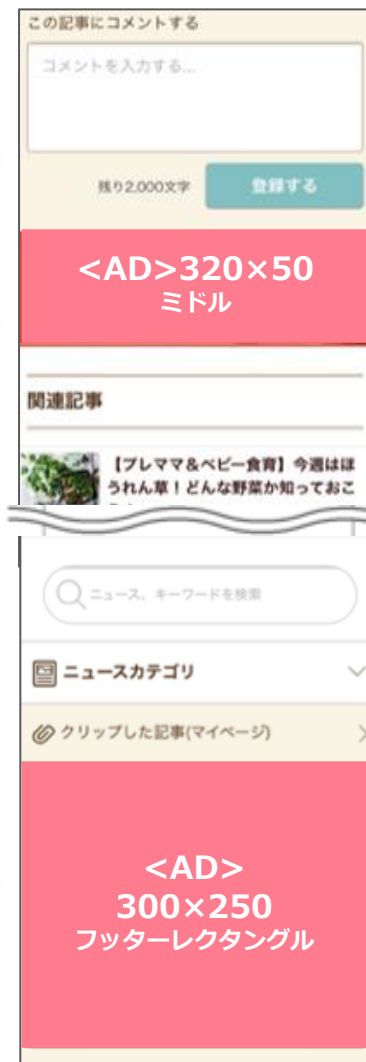 この記事にコメントする
コメントを入力する...
残り2,000文字
登録する
<AD>320×50
ミドル
関連記事
【プレママ&ベビー食育】今週はほ
うれん草！どんな野菜か知っておこ
ニュース、キーワードを検索
ニュースカテゴリ
クリップした記事(マイページ)
<AD>
300×250
フッターレクタングル